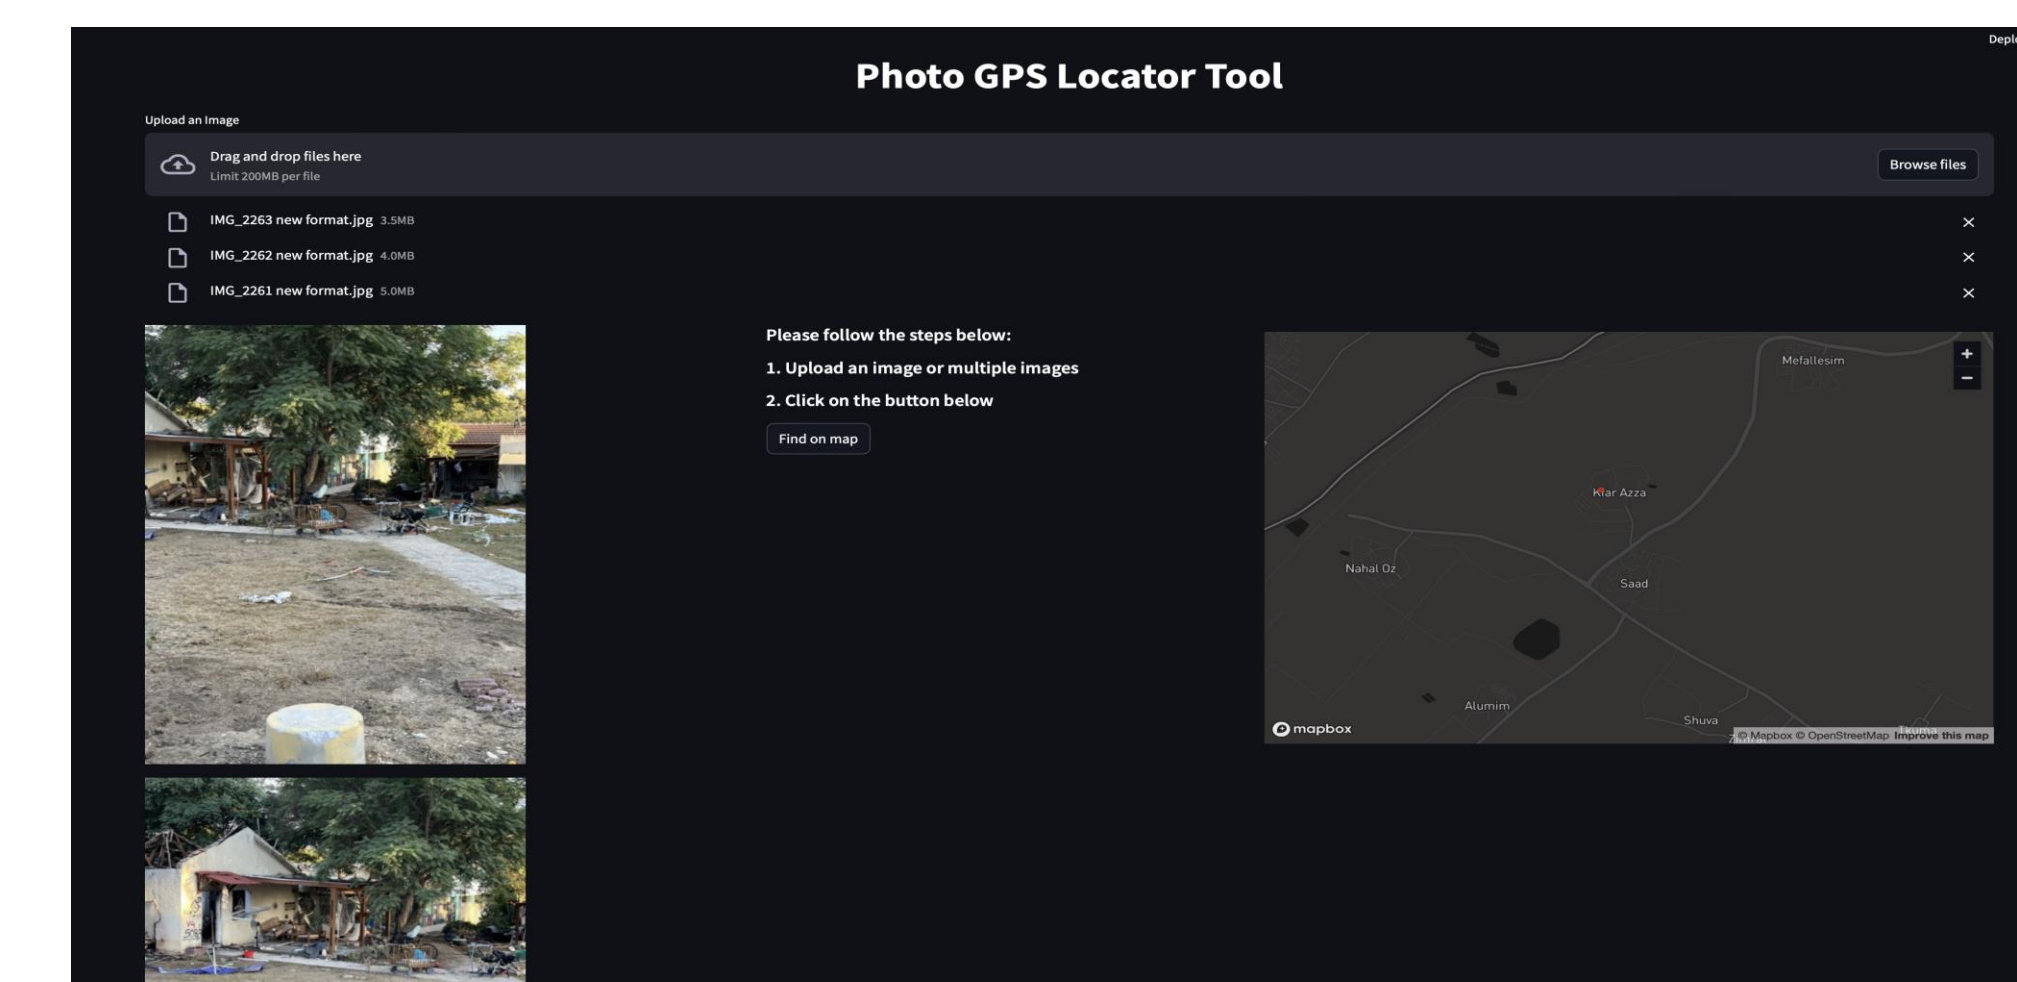 Deplo
Photo GPS Locator Tool
Upload an Image
Drag and drop files here
Limit 200MB per file
Browse files
IMG_2263 new format.jpg 3.5MB
IMG_2262 new format.jpg 4.0MB
IMG_2261 new format.jpg 5.0MB
Please follow the steps below:
1. Upload an image or multiple images
2. Click on the button below
Find on map
Mefallesim
Kfar Azza
Nahal Oz
Saad
Alumim
Shuva
Tkuma
mapbox
© Mapbox © OpenStreetMap Improve this map